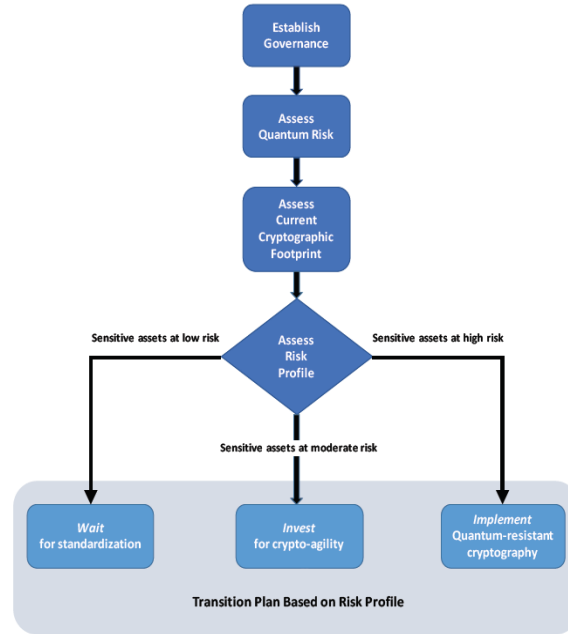 Establish
Governance
Assess
Quantum Risk
Assess
Current
Cryptographic
Footprint
Sensitive assets at low risk
Assess
Risk
Profile
Sensitive assets at high risk
Sensitive assets at moderate risk
Wait
for standardization
Invest
for crypto-agility
Implement
Quantum-resistant
cryptography
Transition Plan Based on Risk Profile